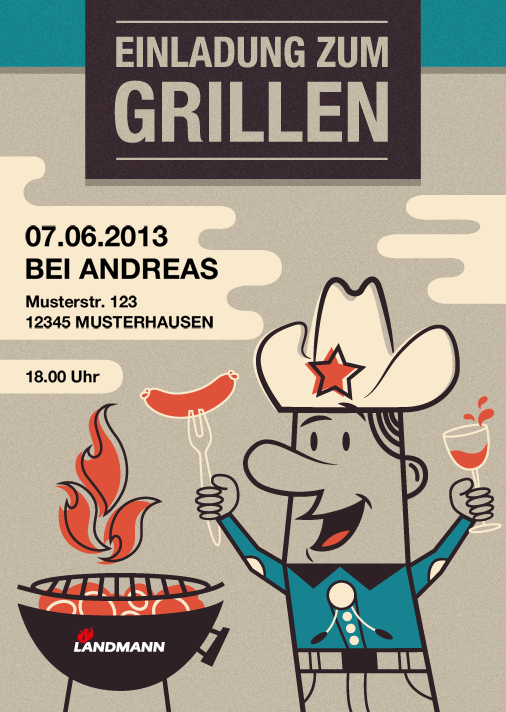 EINLADUNG ZUM
GRILLEN
07.06.2013
BEI ANDREAS
Musterstr. 123
12345 MUSTERHAUSEN
18.00 Uhr
LANDMANN